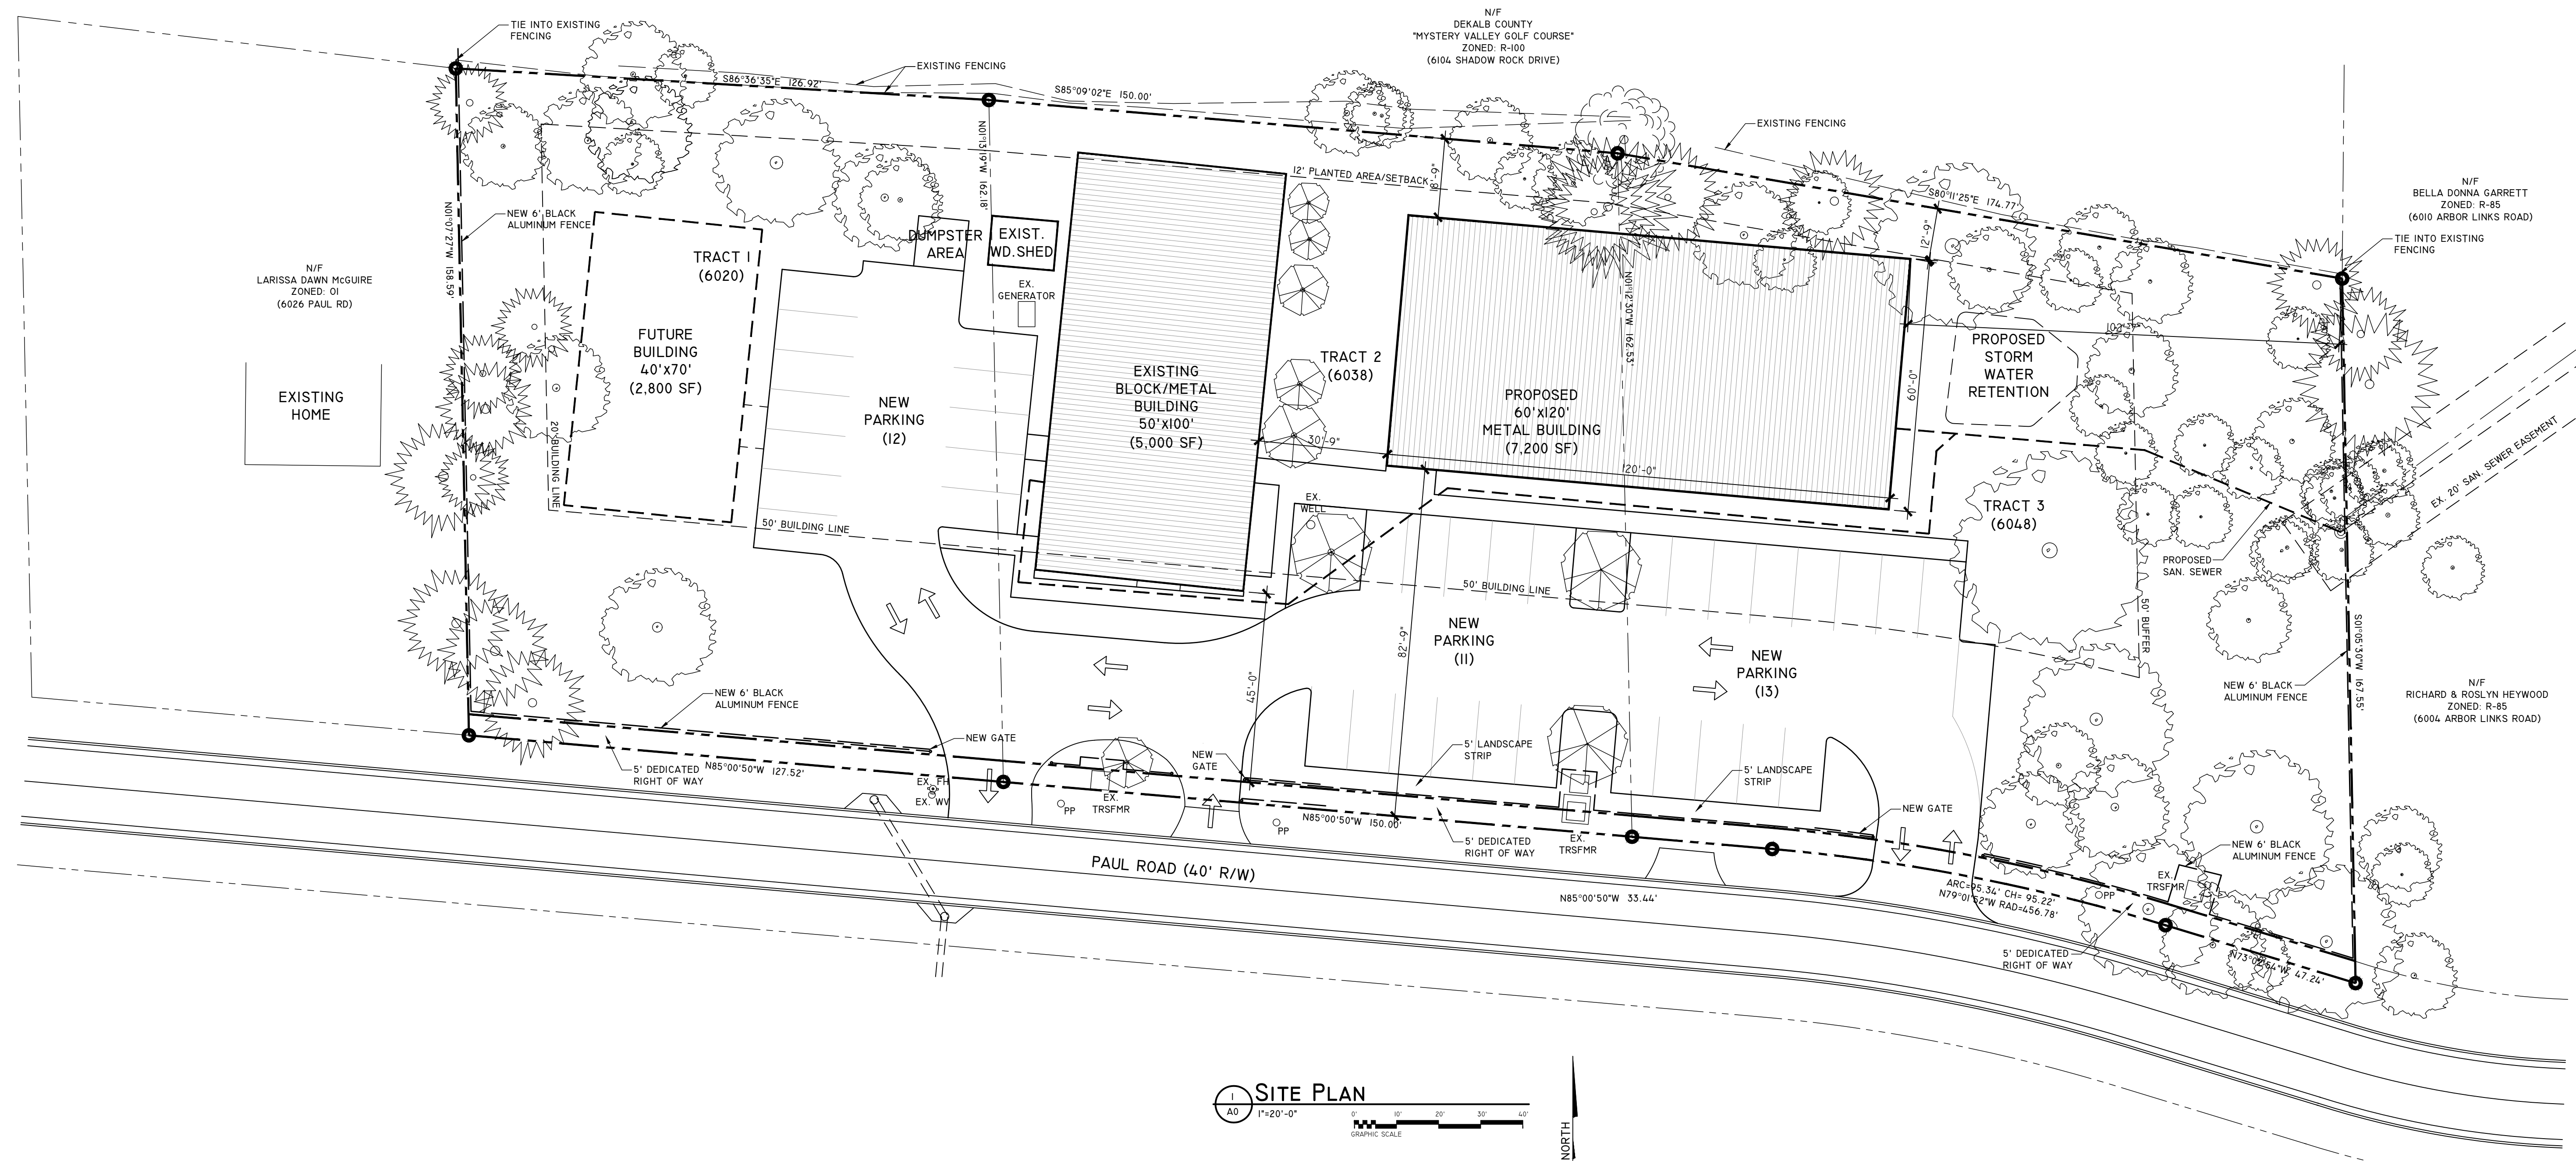 N/F
DEKALB COUNTY
"MYSTERY VALLEY GOLF COURSE"
ZONED: R-100
(6104 SHADOW ROCK DRIVE)
TIE INTO EXISTING
FENCING
S86°36'35"E 126.92'
EXISTING FENCING
S85°09'02"E 150.00'
EXISTING FENCING
12' PLANTED AREA/SETBACK
18'-9"
S80°11'25"E 174.77'
12'-9"
N/F
BELLA DONNA GARRETT
ZONED: R-85
(6010 ARBOR LINKS ROAD)
TIE INTO EXISTING
FENCING
N01°07'27"W 158.59'
NEW 6' BLACK
ALUMINUM FENCE
N01°13'19"W 162.18'
DUMPSTER
AREA
EXIST.
WD.SHED
TRACT 1
(6020)
EX.
GENERATOR
N/F
LARISSA DAWN McGUIRE
ZONED: OI
(6026 PAUL RD)
EXISTING
HOME
FUTURE
BUILDING
40'x70'
(2,800 SF)
20' BUILDING LINE
NEW
PARKING
(12)
EXISTING
BLOCK/METAL
BUILDING
50'x100'
(5,000 SF)
TRACT 2
(6038)
N01°12'30"W 162.53'
PROPOSED
60'x120'
METAL BUILDING
(7,200 SF)
30'-9"
120'-0"
60'-0"
PROPOSED
STORM
WATER
RETENTION
EX. 20' SAN. SEWER EASEMENT
TRACT 3
(6048)
PROPOSED
SAN. SEWER
EX.
WELL
50' BUILDING LINE
50' BUILDING LINE
50' BUFFER
S01°05'30"W 167.55'
NEW
PARKING
(11)
NEW
PARKING
(13)
82'-9"
45'-0"
NEW 6' BLACK
ALUMINUM FENCE
NEW 6' BLACK
ALUMINUM FENCE
N/F
RICHARD & ROSLYN HEYWOOD
ZONED: R-85
(6004 ARBOR LINKS ROAD)
NEW GATE
NEW
GATE
5' LANDSCAPE
STRIP
5' LANDSCAPE
STRIP
NEW GATE
5' DEDICATED
RIGHT OF WAY
N85°00'50"W 127.52'
EX. FH
EX. WV
PP
EX.
TRSFMR
PP
N85°00'50"W 150.00'
5' DEDICATED
RIGHT OF WAY
EX.
TRSFMR
NEW 6' BLACK
ALUMINUM FENCE
EX.
TRSFMR
PP
PAUL ROAD (40' R/W)
N85°00'50"W 33.44'
ARC=95.34' CH= 95.22'
N79°01'52"W RAD=456.78'
5' DEDICATED
RIGHT OF WAY
47.24'
1
A0
SITE PLAN
1"=20'-0"
0' 10' 20' 30' 40'
GRAPHIC SCALE
NORTH